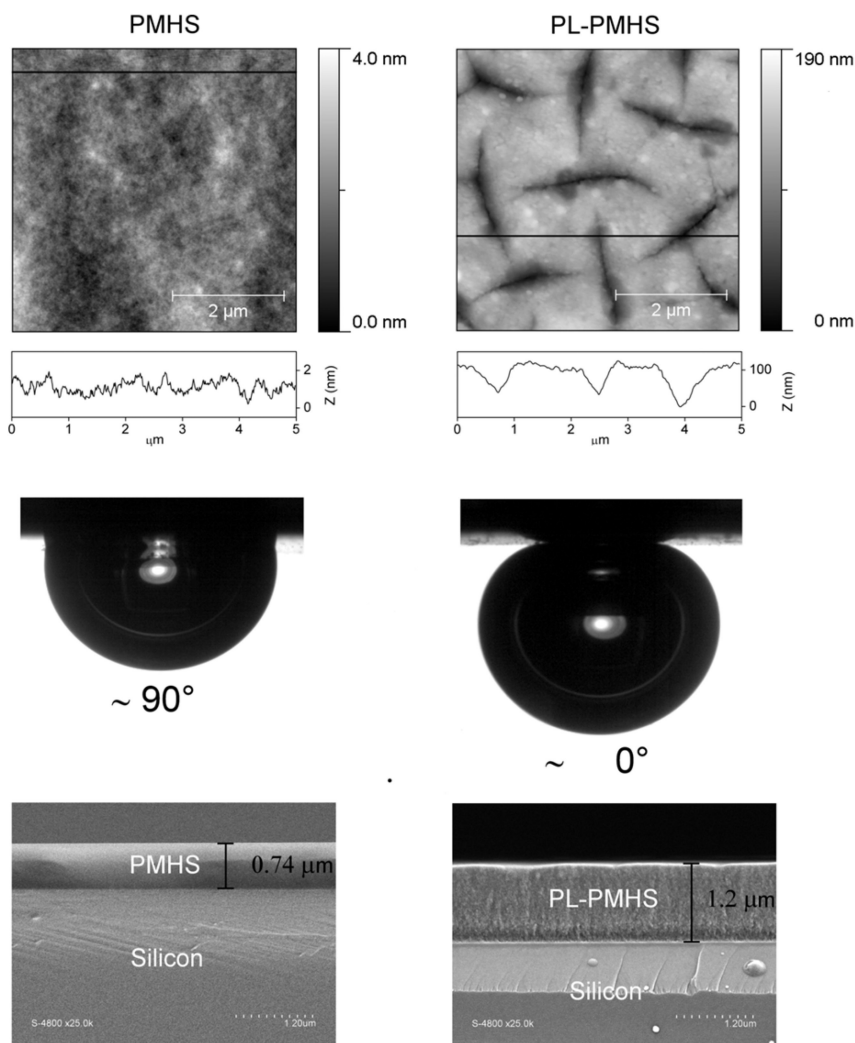 PMHS
PL-PMHS
4.0 nm
0.0 nm
2 µm
190 nm
0 nm
2 µm
2
0
Z (nm)
0 1 2 3 4 5
µm
100
0
Z (nm)
0 1 2 3 4 5
µm
~ 90°
~ 0°
PMHS
0.74 µm
Silicon
S-4800 x25.0k
1.20um
PL-PMHS
1.2 µm
Silicon
S-4800 x25.0k
1.20um